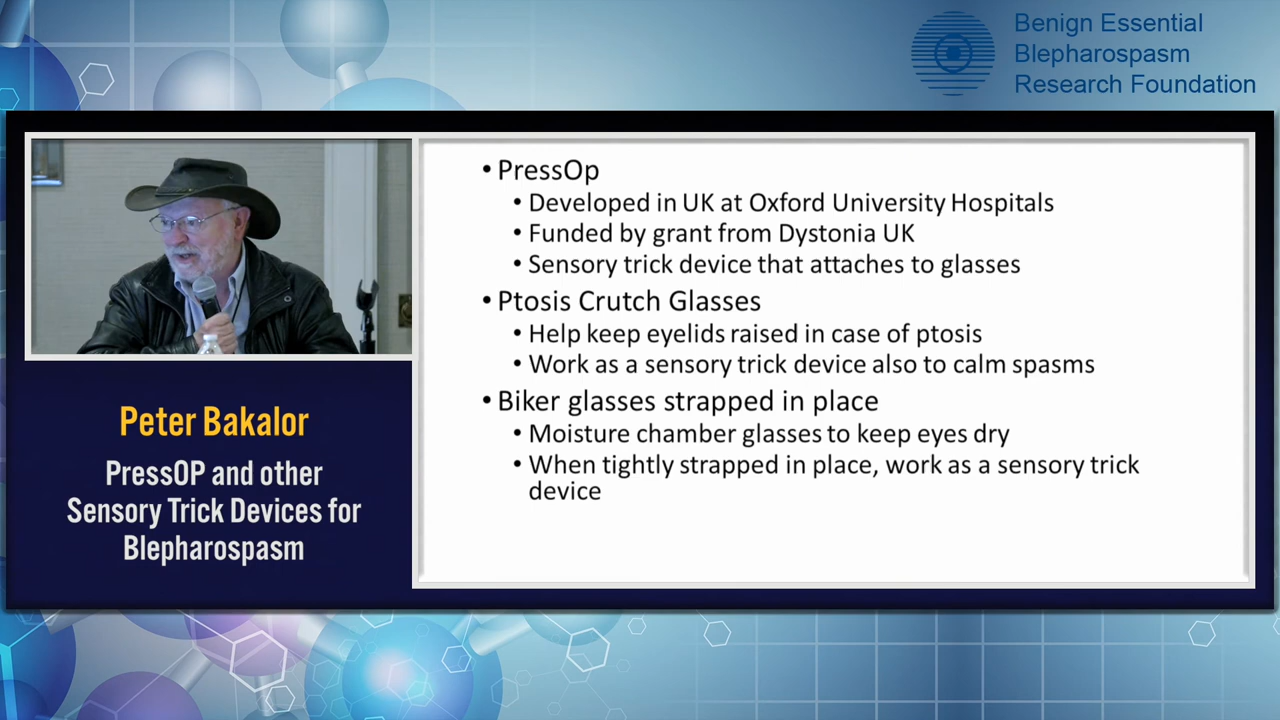 Benign Essential
Blepharospasm
Research Foundation
• PressOp
• Developed in UK at Oxford University Hospitals
• Funded by grant from Dystonia UK
• Sensory trick device that attaches to glasses
• Ptosis Crutch Glasses
• Help keep eyelids raised in case of ptosis
• Work as a sensory trick device also to calm spasms
• Biker glasses strapped in place
• Moisture chamber glasses to keep eyes dry
• When tightly strapped in place, work as a sensory trick
device
Peter Bakalor
PressOP and other
Sensory Trick Devices for
Blepharospasm